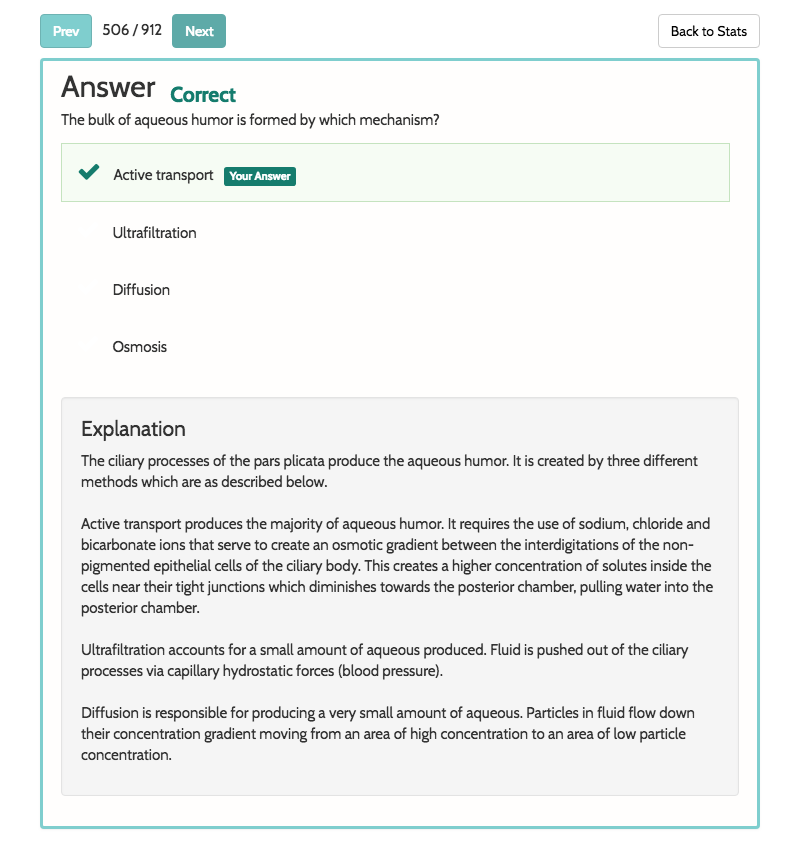 Prev 506 / 912 Next Back to Stats
Answer Correct
The bulk of aqueous humor is formed by which mechanism?
Active transport Your Answer
Ultrafiltration
Diffusion
Osmosis
Explanation
The ciliary processes of the pars plicata produce the aqueous humor. It is created by three different
methods which are as described below.
Active transport produces the majority of aqueous humor. It requires the use of sodium, chloride and
bicarbonate ions that serve to create an osmotic gradient between the interdigitations of the non-
pigmented epithelial cells of the ciliary body. This creates a higher concentration of solutes inside the
cells near their tight junctions which diminishes towards the posterior chamber, pulling water into the
posterior chamber.
Ultrafiltration accounts for a small amount of aqueous produced. Fluid is pushed out of the ciliary
processes via capillary hydrostatic forces (blood pressure).
Diffusion is responsible for producing a very small amount of aqueous. Particles in fluid flow down
their concentration gradient moving from an area of high concentration to an area of low particle
concentration.